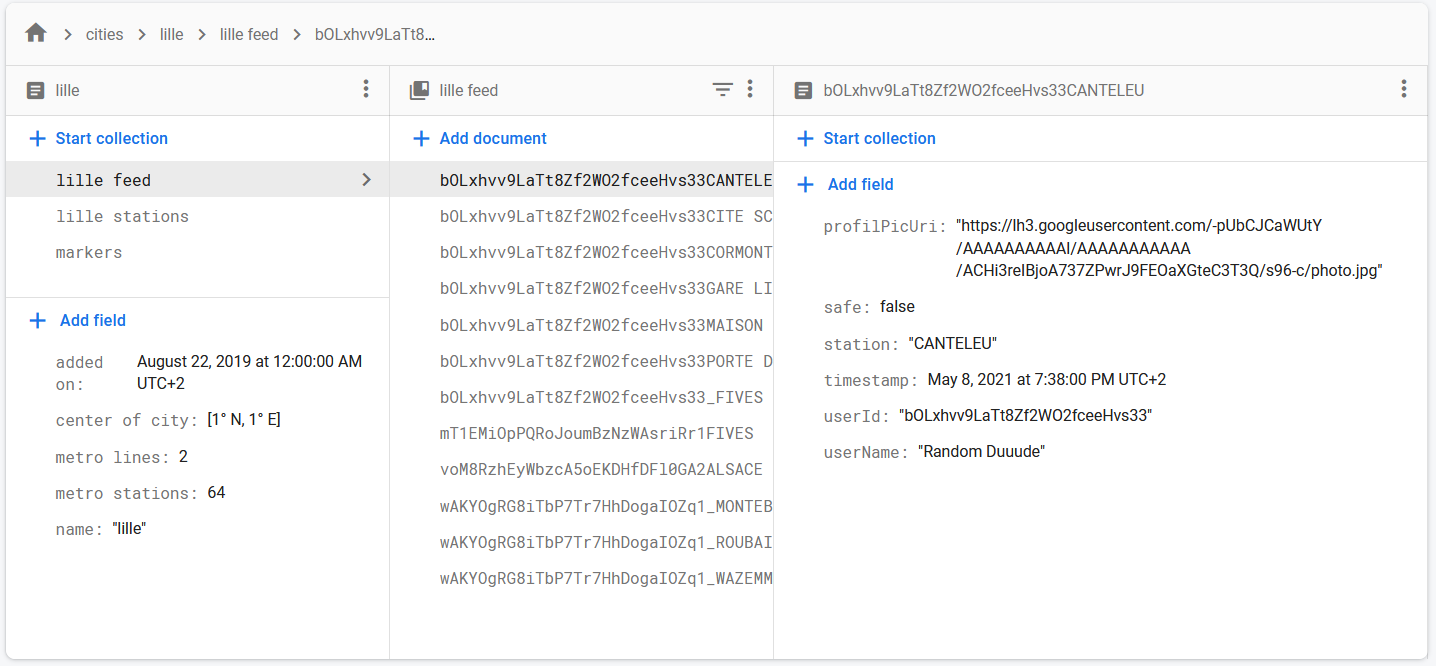 cities lille lille feed bOLxhvv9LaTt8...
lille
Start collection
lille feed
lille stations
markers
Add field
added on: August 22, 2019 at 12:00:00 AM UTC+2
center of city: [1° N, 1° E]
metro lines: 2
metro stations: 64
name: "lille"
lille feed
Add document
bOLxhvv9LaTt8Zf2WO2fceeHvs33CANTELE
bOLxhvv9LaTt8Zf2WO2fceeHvs33CITE SC
bOLxhvv9LaTt8Zf2WO2fceeHvs33CORMONT
bOLxhvv9LaTt8Zf2WO2fceeHvs33GARE LI
bOLxhvv9LaTt8Zf2WO2fceeHvs33MAISON
bOLxhvv9LaTt8Zf2WO2fceeHvs33PORTE D
bOLxhvv9LaTt8Zf2WO2fceeHvs33_FIVES
mT1EMiOpPQRoJoumBzNzWAsriRr1FIVES
voM8RzhEyWbzcA5oEKDHfDFl0GA2ALSACE
wAKYOgRG8iTbP7Tr7HhDogaIOZq1_MONTEB
wAKYOgRG8iTbP7Tr7HhDogaIOZq1_ROUBAI
wAKYOgRG8iTbP7Tr7HhDogaIOZq1_WAZEMM
bOLxhvv9LaTt8Zf2WO2fceeHvs33CANTELEU
Start collection
Add field
profilPicUri: "https://lh3.googleusercontent.com/-pUbCJCaWUtY
/AAAAAAAAAAI/AAAAAAAAAAA
/ACHi3reIBjoA737ZPwrJ9FEOaXGteC3T3Q/s96-c/photo.jpg"
safe: false
station: "CANTELEU"
timestamp: May 8, 2021 at 7:38:00 PM UTC+2
userId: "bOLxhvv9LaTt8Zf2WO2fceeHvs33"
userName: "Random Duuude"